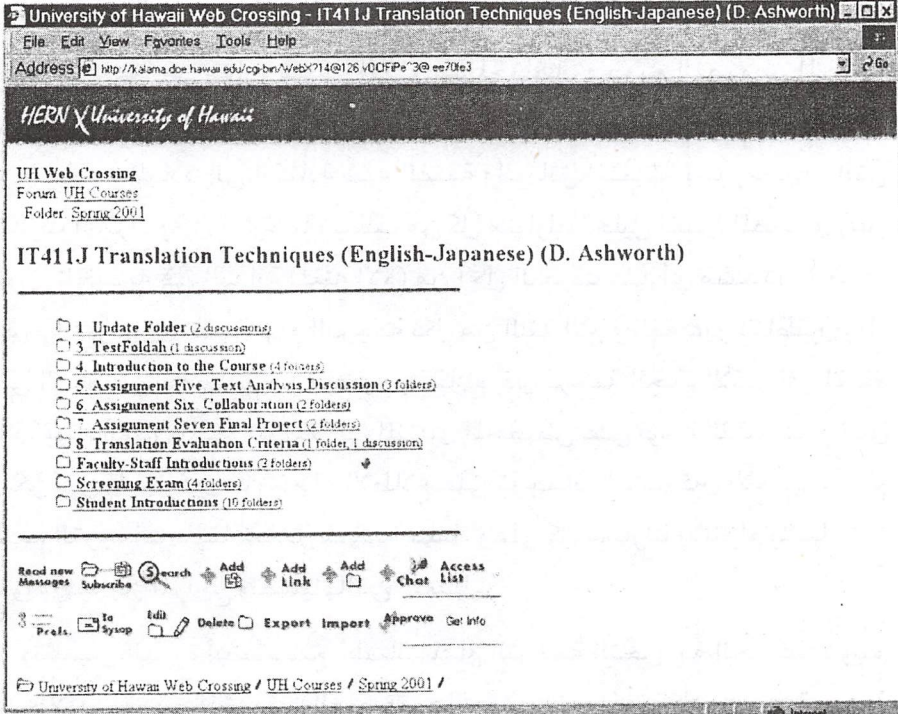 University of Hawaii Web Crossing - IT411J Translation Techniques (English-Japanese) (D. Ashworth)
File Edit View Favorites Tools Help
Address Go
HERN University of Hawaii
UH Web Crossing
Forum UH Courses
Folder Spring 2001
IT411J Translation Techniques (English-Japanese) (D. Ashworth)
1 Update Folder (2 discussions)
3. TestFoldah (1 discussion)
4. Introduction to the Course (4 folders)
5. Assignment Five Text Analysis,Discussion (3 folders)
6. Assignment Six Collaboration (2 folders)
7. Assignment Seven Final Project (2 folders)
8. Translation Evaluation Criteria (1 folder, 1 discussion)
Faculty-Staff Introductions (2 folders)
Screening Exam (4 folders)
Student Introductions (16 folders)
Read new Messages Subscribe Search Add Add Link Add Chat Access List
Prefs. To Sysop Edit Delete Export Import Approve Get Info
University of Hawaii Web Crossing / UH Courses / Spring 2001 /
Internet